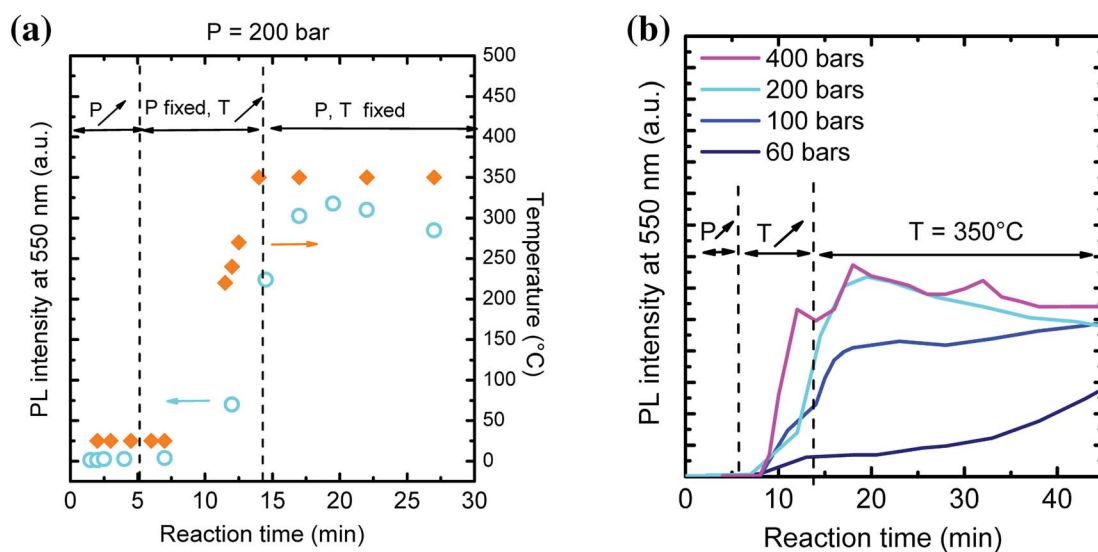 (a)
P = 200 bar
PL intensity at 550 nm (a.u.)
P
P fixed, T
P, T fixed
500
450
400
350
300
250
200
150
100
50
0
Temperature (°C)
0 5 10 15 20 25 30
Reaction time (min)
(b)
PL intensity at 550 nm (a.u.)
400 bars
200 bars
100 bars
60 bars
P
T
T = 350°C
0 10 20 30 40
Reaction time (min)